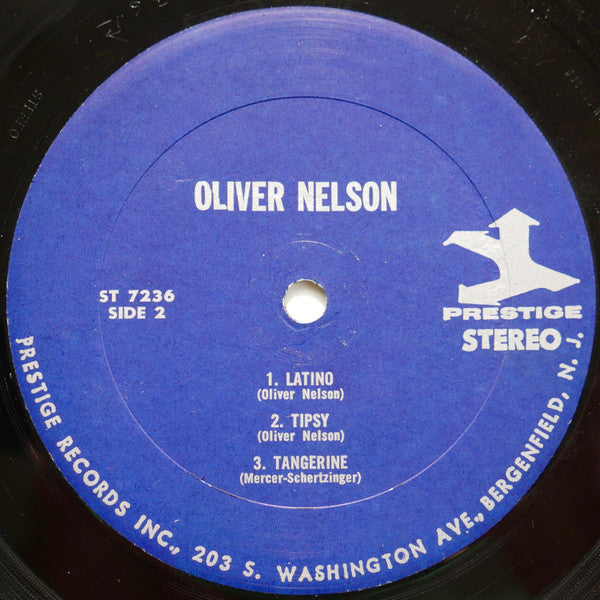 OLIVER NELSON
ST 7236
SIDE 2
PRESTIGE
STEREO
1. LATINO
(Oliver Nelson)
2. TIPSY
(Oliver Nelson)
3. TANGERINE
(Mercer-Schertzinger)
PRESTIGE RECORDS INC., 203 S. WASHINGTON AVE., BERGENFIELD, N. J.
STEREO